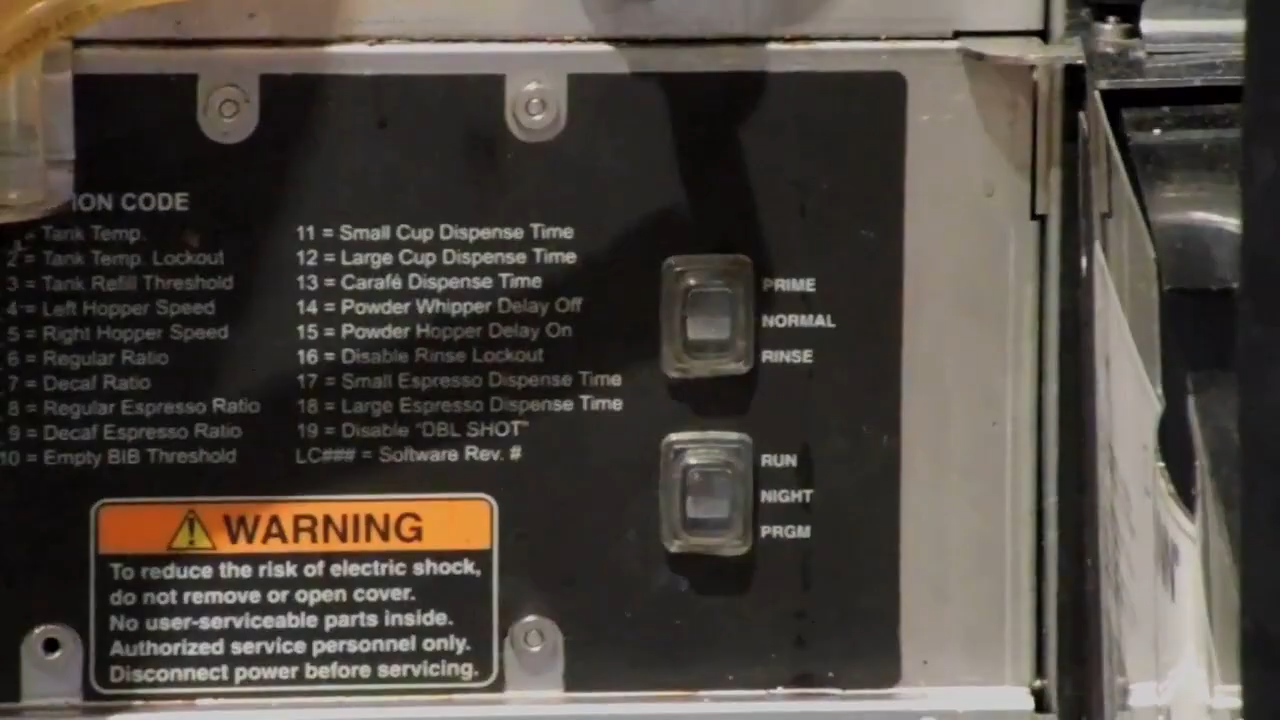 ION CODE
= Tank Temp.
2 = Tank Temp. Lockout
3 = Tank Refill Threshold
4 = Left Hopper Speed
5 = Right Hopper Speed
6 = Regular Ratio
7 = Decaf Ratio
8 = Regular Espresso Ratio
9 = Decaf Espresso Ratio
10 = Empty BIB Threshold
11 = Small Cup Dispense Time
12 = Large Cup Dispense Time
13 = Carafé Dispense Time
14 = Powder Whipper Delay Off
15 = Powder Hopper Delay On
16 = Disable Rinse Lockout
17 = Small Espresso Dispense Time
18 = Large Espresso Dispense Time
19 = Disable "DBL SHOT"
LC### = Software Rev. #
PRIME
NORMAL
RINSE
RUN
NIGHT
PRGM
WARNING
To reduce the risk of electric shock,
do not remove or open cover.
No user-serviceable parts inside.
Authorized service personnel only.
Disconnect power before servicing.